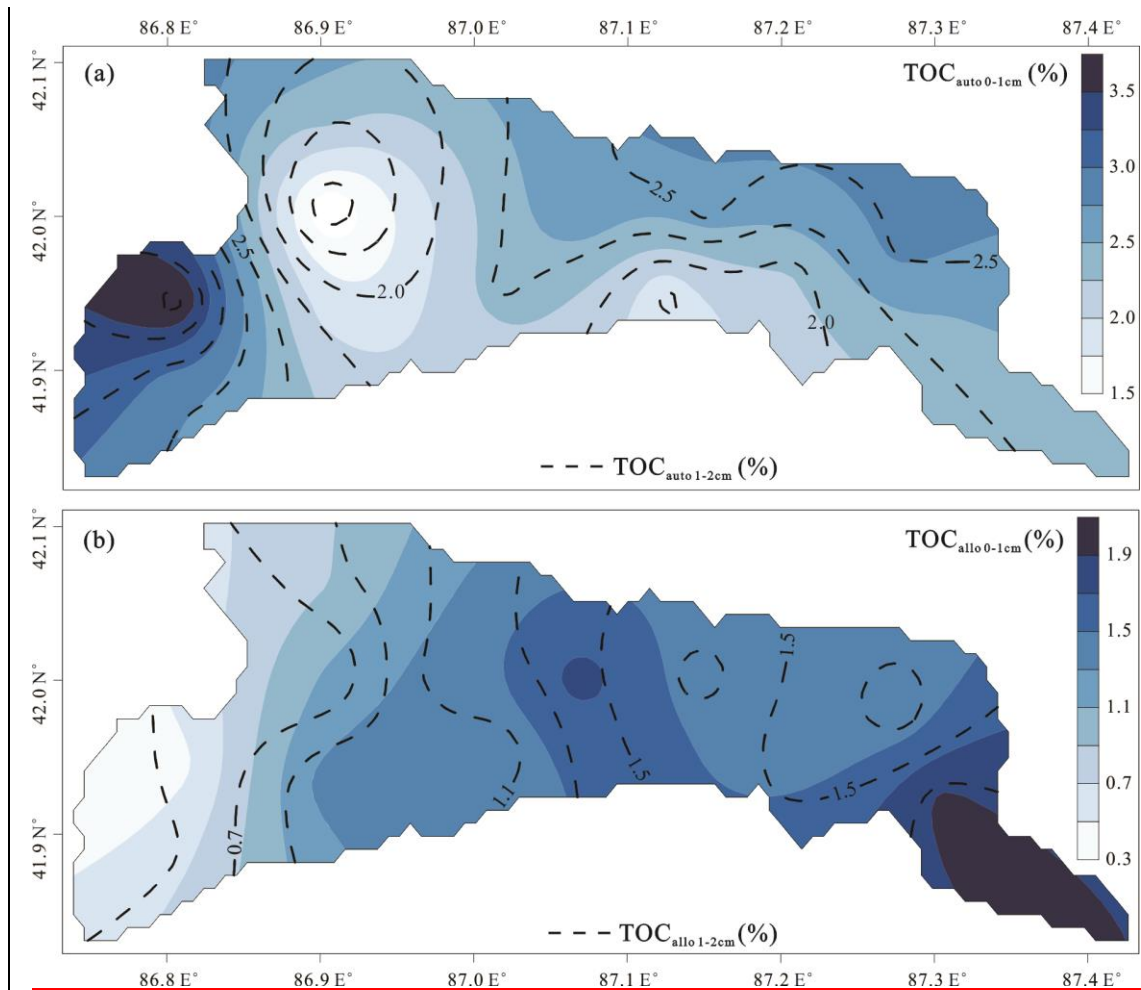 86.8 E° 86.9 E° 87.0 E° 87.1 E° 87.2 E° 87.3 E° 87.4 E°
(a)
TOCauto 0-1cm (%)
42.1 N°
42.0 N°
41.9 N°
3.5
3.0
2.5
2.0
1.5
2.5
2.5
2.0
2.5
2.0
TOCauto 1-2cm (%)
(b)
TOCallo 0-1cm (%)
42.1 N°
42.0 N°
41.9 N°
1.9
1.5
1.1
0.7
0.3
1.5
1.5
1.1
1.5
0.7
TOCallo 1-2cm (%)
86.8 E° 86.9 E° 87.0 E° 87.1 E° 87.2 E° 87.3 E° 87.4 E°